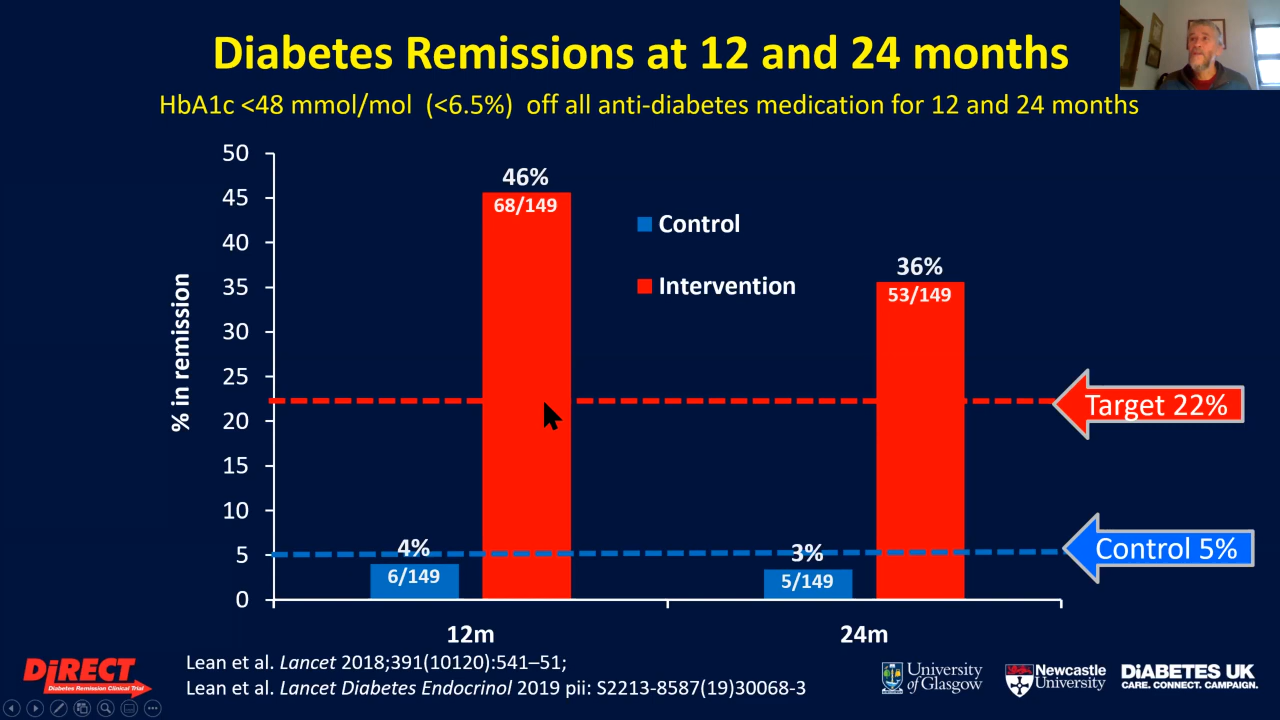 Diabetes Remissions at 12 and 24 months
HbA1c <48 mmol/mol (<6.5%) off all anti-diabetes medication for 12 and 24 months
% in remission
50
45
40
35
30
25
20
15
10
5
0
46%
68/149
Control
Intervention
36%
53/149
Target 22%
4%
6/149
3%
5/149
Control 5%
12m
24m
DiRECT
Diabetes Remission Clinical Trial
Lean et al. Lancet 2018;391(10120):541–51;
Lean et al. Lancet Diabetes Endocrinol 2019 pii: S2213-8587(19)30068-3
University
of Glasgow
Newcastle
University
DiABETES UK
CARE. CONNECT. CAMPAIGN.